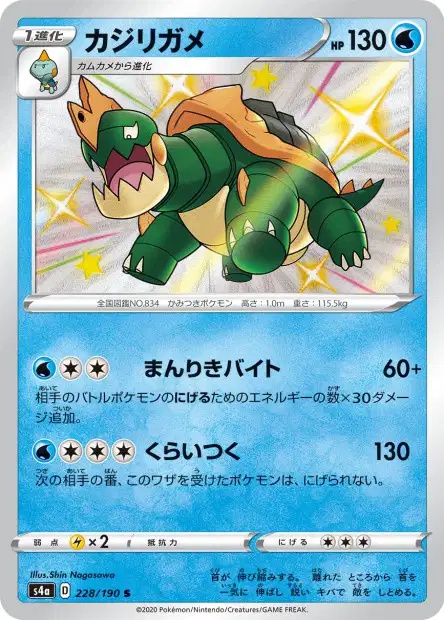 1進化 カジリガメ HP 130
カムカメから進化
全国図鑑NO.834 かみつきポケモン 高さ:1.0m 重さ:115.5kg
まんりきバイト 60+
相手のバトルポケモンのにげるためのエネルギーの数×30ダメ
ージ追加。
くらいつく 130
次の相手の番、このワザを受けたポケモンは、にげられない。
弱点 ×2 抵抗力 にげる
Illus.Shin Nagasawa
s4a D 228/190 S
首が 伸び縮みする。 離れた ところから 首を
一気に 伸ばし 鋭い キバで 敵を しとめる。
©2020 Pokémon/Nintendo/Creatures/GAME FREAK.